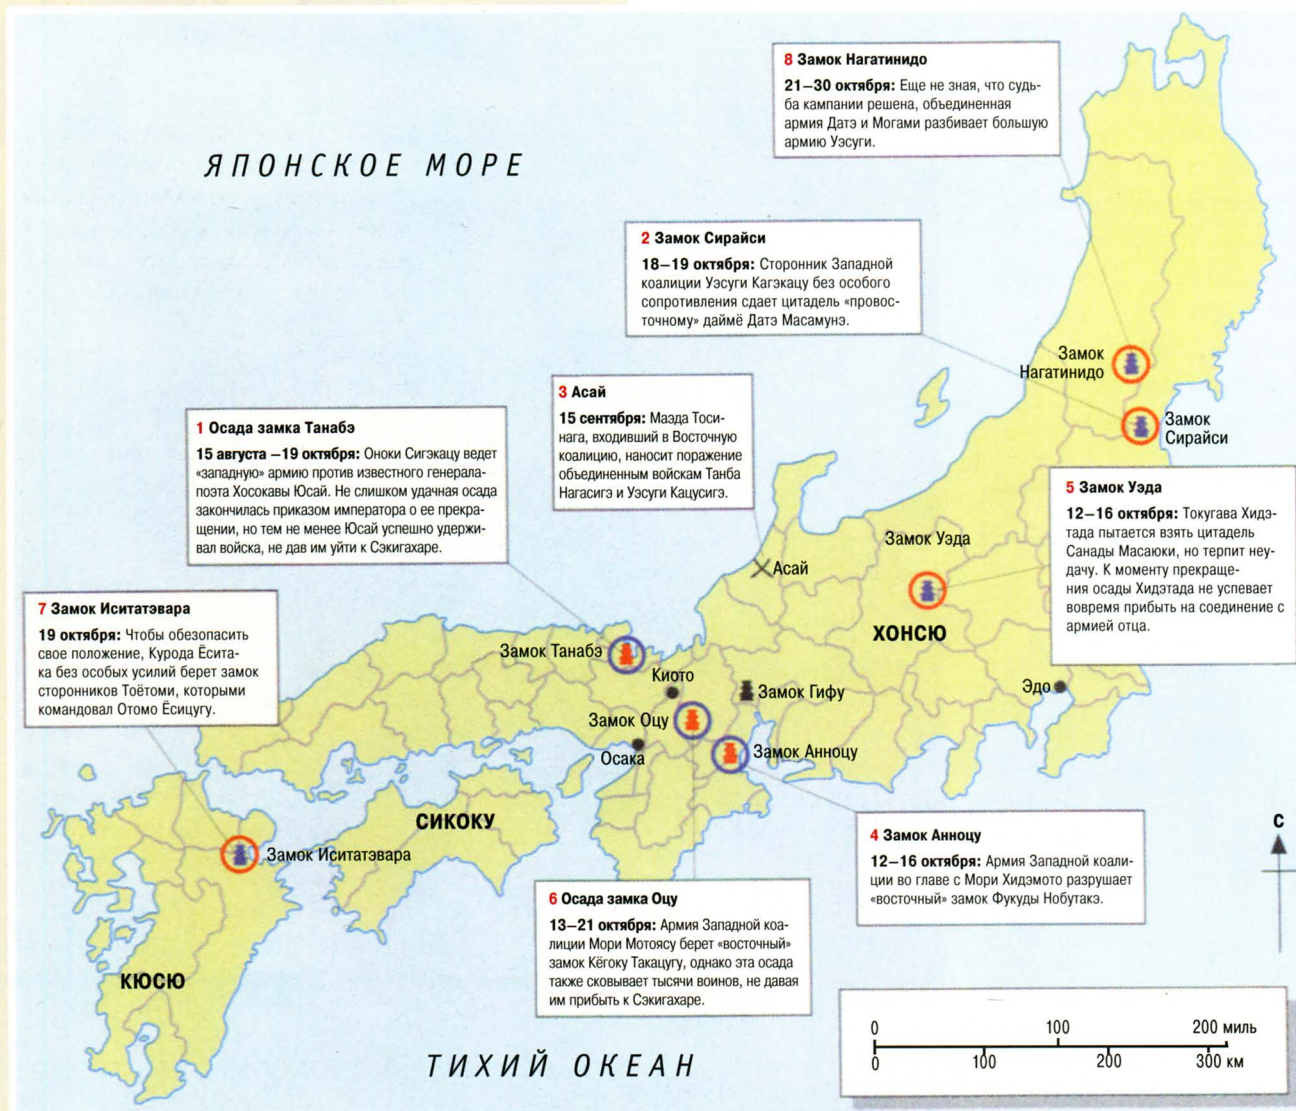 8 Замок Нагатинидо
21–30 октября: Еще не зная, что судь-
ба кампании решена, объединенная
армия Датэ и Могами разбивает большую
армию Уэсуги.
ЯПОНСКОЕ МОРЕ
2 Замок Сирайси
18–19 октября: Сторонник Западной
коалиции Уэсуги Кагэкацу без особого
сопротивления сдает цитадель «провос-
точному» даймё Датэ Масамунэ.
Замок
Нагатинидо
Замок
Сирайси
3 Асай
15 сентября: Маэда Тоси-
нага, входивший в Восточную
коалицию, наносит поражение
объединенным войскам Танба
Нагасигэ и Уэсуги Кацусигэ.
1 Осада замка Танабэ
15 августа –19 октября: Оноки Сигэкацу ведет
«западную» армию против известного генерала-
поэта Хосокавы Юсай. Не слишком удачная осада
закончилась приказом императора о ее прекра-
щении, но тем не менее Юсай успешно удержи-
вал войска, не дав им уйти к Сэкигахаре.
5 Замок Уэда
12–16 октября: Токугава Хидэ-
тада пытается взять цитадель
Санады Масаюки, но терпит неу-
дачу. К моменту прекраще-
ния осады Хидэтада не успевает
вовремя прибыть на соединение с
армией отца.
Замок Уэда
Асай
7 Замок Иситатэвара
19 октября: Чтобы обезопасить
свое положение, Курода Ёсита-
ка без особых усилий берет замок
сторонников Тоётоми, которыми
командовал Отомо Ёсицугу.
ХОНСЮ
Замок Танабэ
Киото
Замок Гифу
Эдо
Замок Оцу
Осака
Замок Анноцу
СИКОКУ
Замок Иситатэвара
4 Замок Анноцу
12–16 октября: Армия Западной коали-
ции во главе с Мори Хидэмото разрушает
«восточный» замок Фукуды Нобутакэ.
С
6 Осада замка Оцу
13–21 октября: Армия Западной коа-
лиции Мори Мотоясу берет «восточный»
замок Кёгоку Такацугу, однако эта осада
также сковывает тысячи воинов, не давая
им прибыть к Сэкигахаре.
КЮСЮ
ТИХИЙ ОКЕАН
0 100 200 миль
0 100 200 300 км